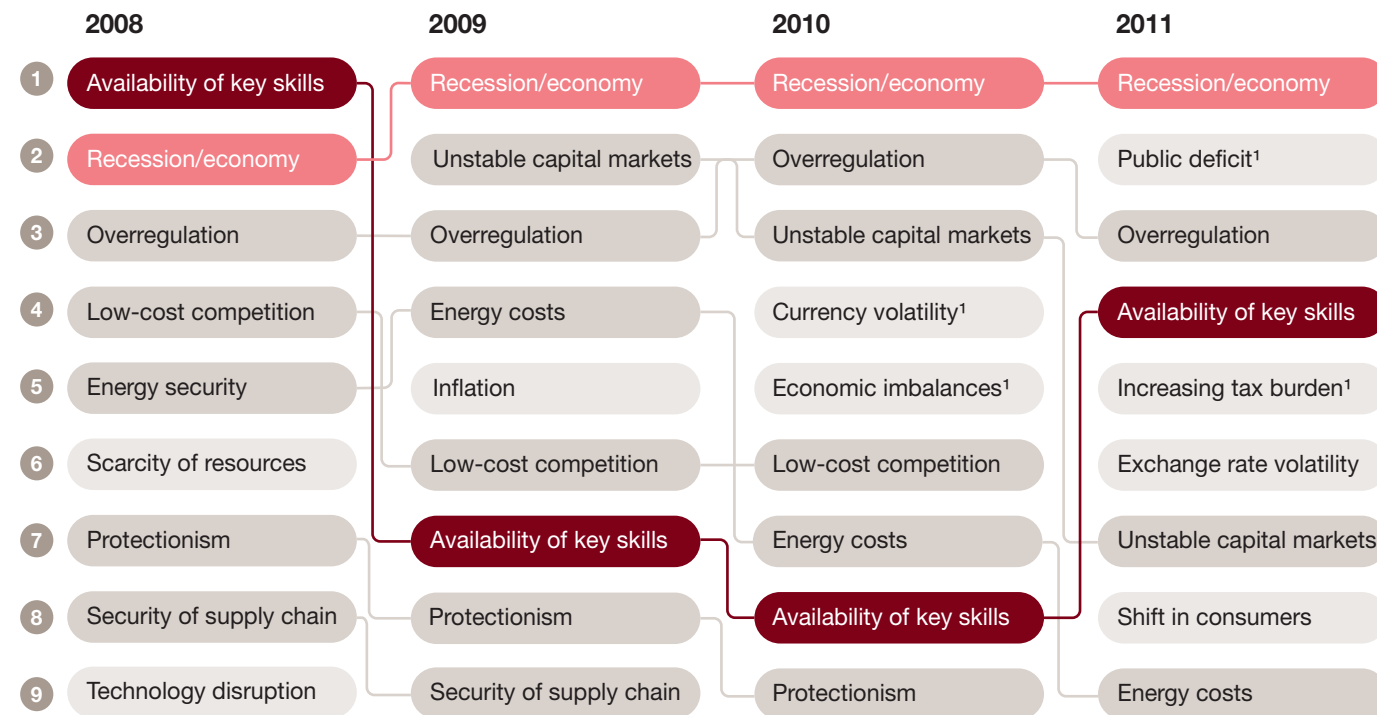 2008 2009 2010 2011
1 Availability of key skills Recession/economy Recession/economy Recession/economy
2 Recession/economy Unstable capital markets Overregulation Public deficit¹
3 Overregulation Overregulation Unstable capital markets Overregulation
4 Low-cost competition Energy costs Currency volatility¹ Availability of key skills
5 Energy security Inflation Economic imbalances¹ Increasing tax burden¹
6 Scarcity of resources Low-cost competition Low-cost competition Exchange rate volatility
7 Protectionism Availability of key skills Energy costs Unstable capital markets
8 Security of supply chain Protectionism Availability of key skills Shift in consumers
9 Technology disruption Security of supply chain Protectionism Energy costs